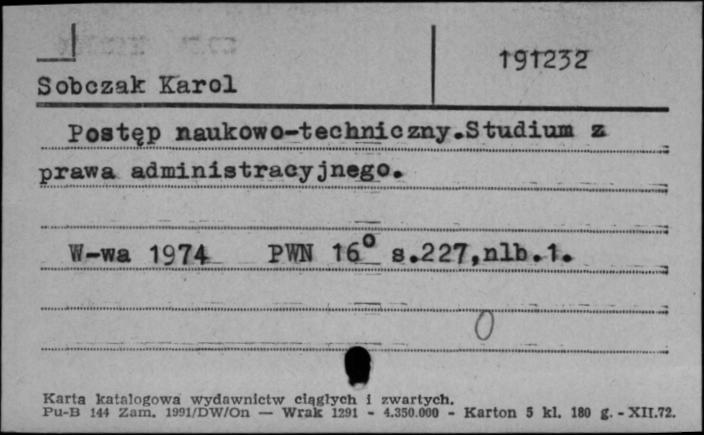 191232
Sobczak Karol
Postęp naukowo-techniczny.Studium z
prawa administracyjnego.
W-wa 1974 PWN 16° s.227,nlb.1.
0
Karta katalogowa wydawnictw ciągłych i zwartych.
Pu-B 144 Zam. 1991/DW/On — Wrak 1291 - 4.350.000 - Karton 5 kl. 180 g. - XII.72.